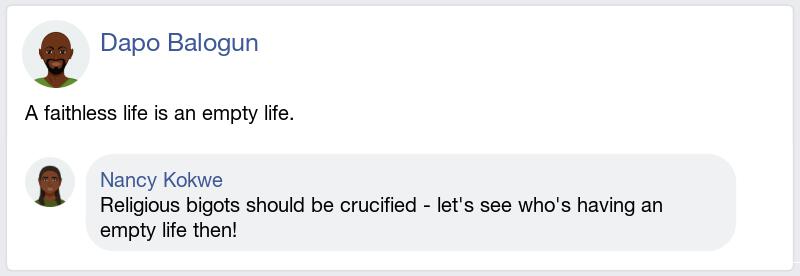 Dapo Balogun
A faithless life is an empty life.
Nancy Kokwe
Religious bigots should be crucified - let's see who's having an
empty life then!